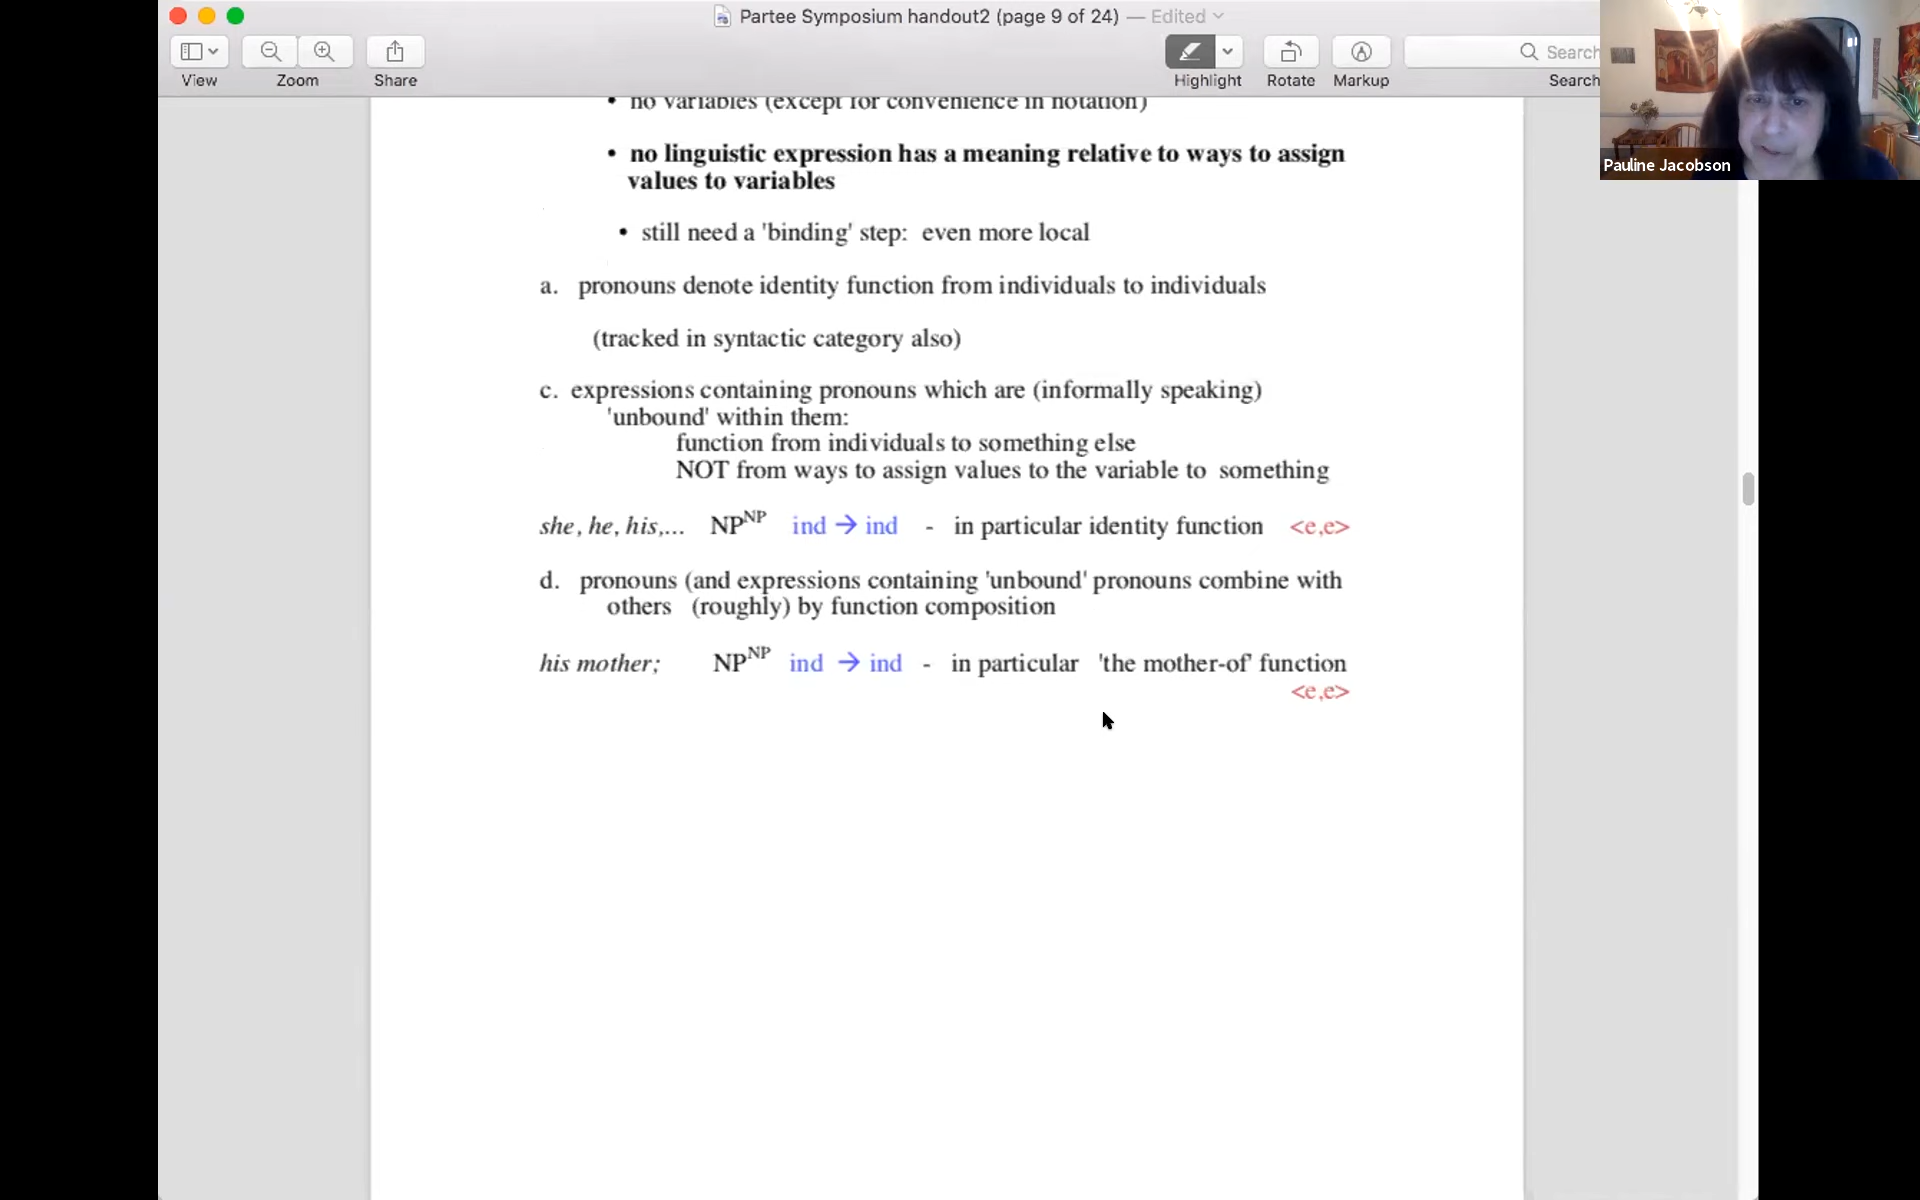 Partee Symposium handout2 (page 9 of 24) — Edited
View
Zoom
Share
Highlight
Rotate
Markup
Search
Search
Pauline Jacobson
• no variables (except for convenience in notation)
• no linguistic expression has a meaning relative to ways to assign
values to variables
• still need a 'binding' step: even more local
a. pronouns denote identity function from individuals to individuals
(tracked in syntactic category also)
c. expressions containing pronouns which are (informally speaking)
'unbound' within them:
function from individuals to something else
NOT from ways to assign values to the variable to something
she, he, his,... NP^NP ind → ind - in particular identity function <e,e>
d. pronouns (and expressions containing 'unbound' pronouns combine with
others (roughly) by function composition
his mother; NP^NP ind → ind - in particular 'the mother-of' function
<e,e>